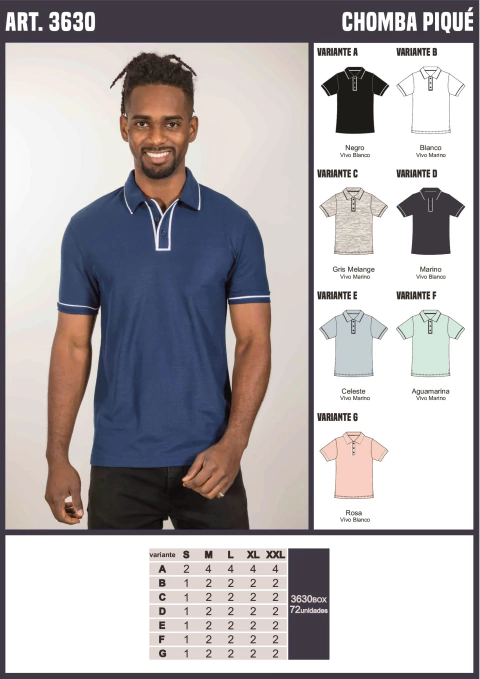 ART. 3630
CHOMBA PIQUÉ
VARIANTE A
VARIANTE B
Negro
Vivo Blanco
Blanco
Vivo Marino
VARIANTE C
VARIANTE D
Gris Melange
Vivo Marino
Marino
Vivo Blanco
VARIANTE E
VARIANTE F
Celeste
Vivo Marino
Aguamarina
Vivo Marino
VARIANTE G
Rosa
Vivo Blanco
variante S M L XL XXL
A 2 4 4 4 4
B 1 2 2 2 2
C 1 2 2 2 2
D 1 2 2 2 2
E 1 2 2 2 2
F 1 2 2 2 2
G 1 2 2 2 2
3630BOX
72unidades